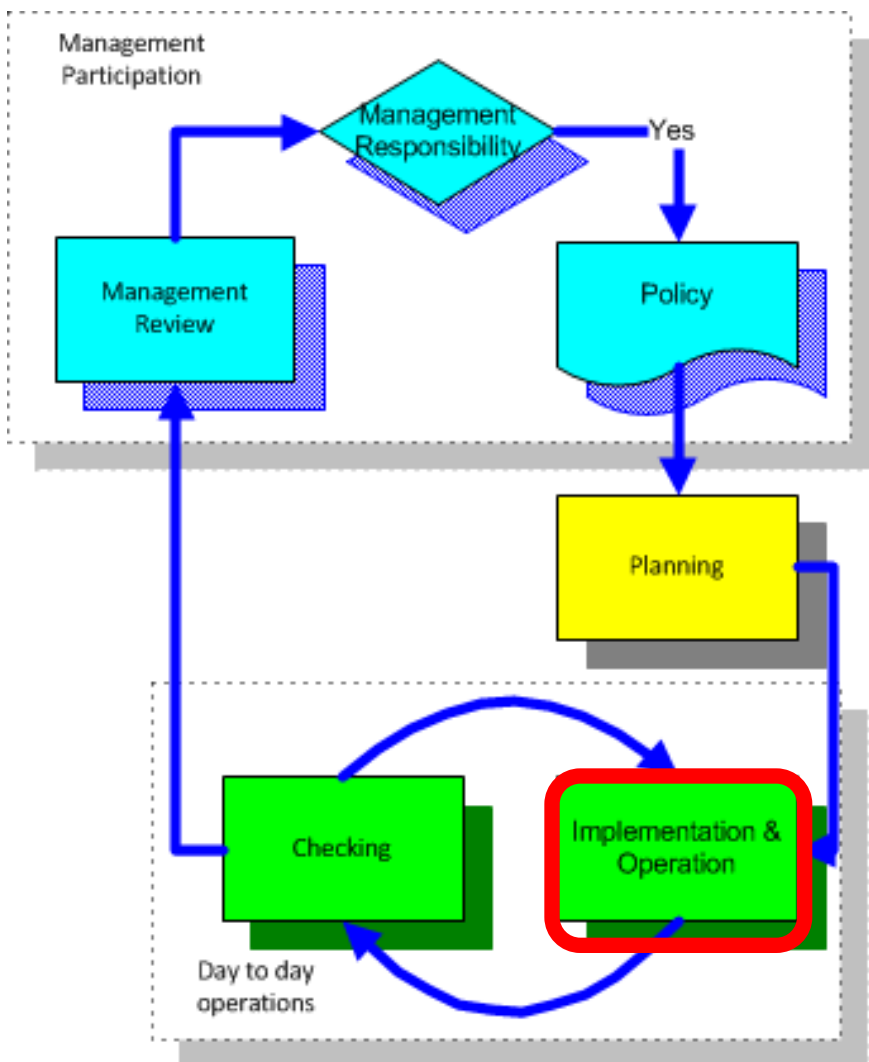 Management
Participation
Management
Responsibility
Yes
Management
Review
Policy
Planning
Checking
Implementation &
Operation
Day to day
operations